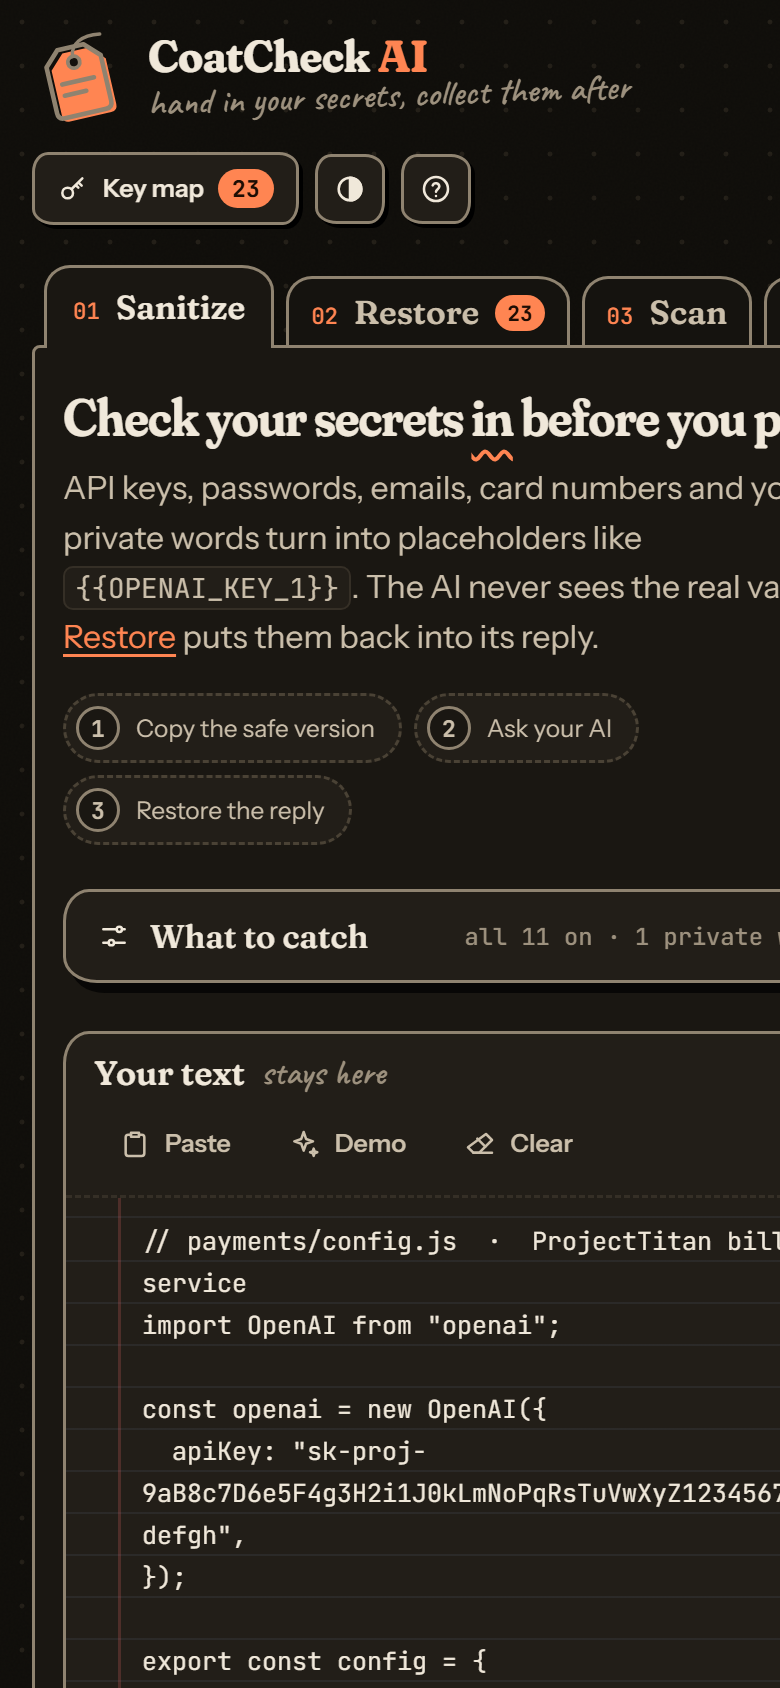 CoatCheck AI
hand in your secrets, collect them after
Key map 23
01 Sanitize 02 Restore 23 03 Scan
Check your secrets in before you p
API keys, passwords, emails, card numbers and yo
private words turn into placeholders like
{{OPENAI_KEY_1}}. The AI never sees the real va
Restore puts them back into its reply.
1 Copy the safe version 2 Ask your AI
3 Restore the reply
What to catch all 11 on · 1 private
Your text stays here
Paste Demo Clear
// payments/config.js · ProjectTitan bill
service
import OpenAI from "openai";
const openai = new OpenAI({
apiKey: "sk-proj-
9aB8c7D6e5F4g3H2i1J0kLmNoPqRsTuVwXyZ1234567
defgh",
});
export const config = {